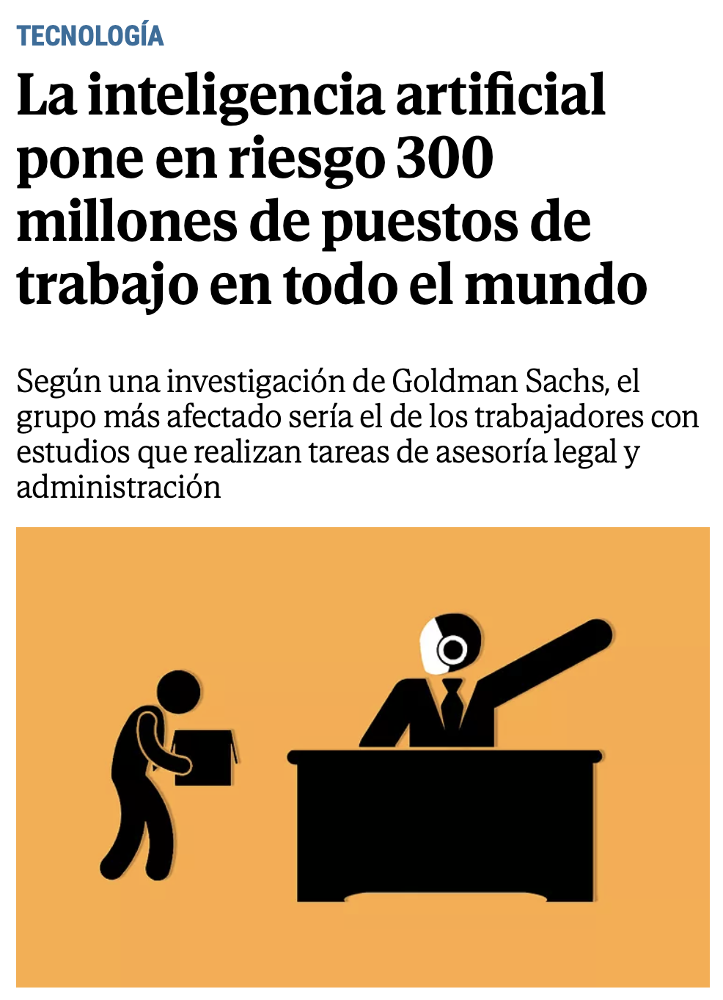 TECNOLOGÍA
La inteligencia artificial
pone en riesgo 300
millones de puestos de
trabajo en todo el mundo
Según una investigación de Goldman Sachs, el
grupo más afectado sería el de los trabajadores con
estudios que realizan tareas de asesoría legal y
administración